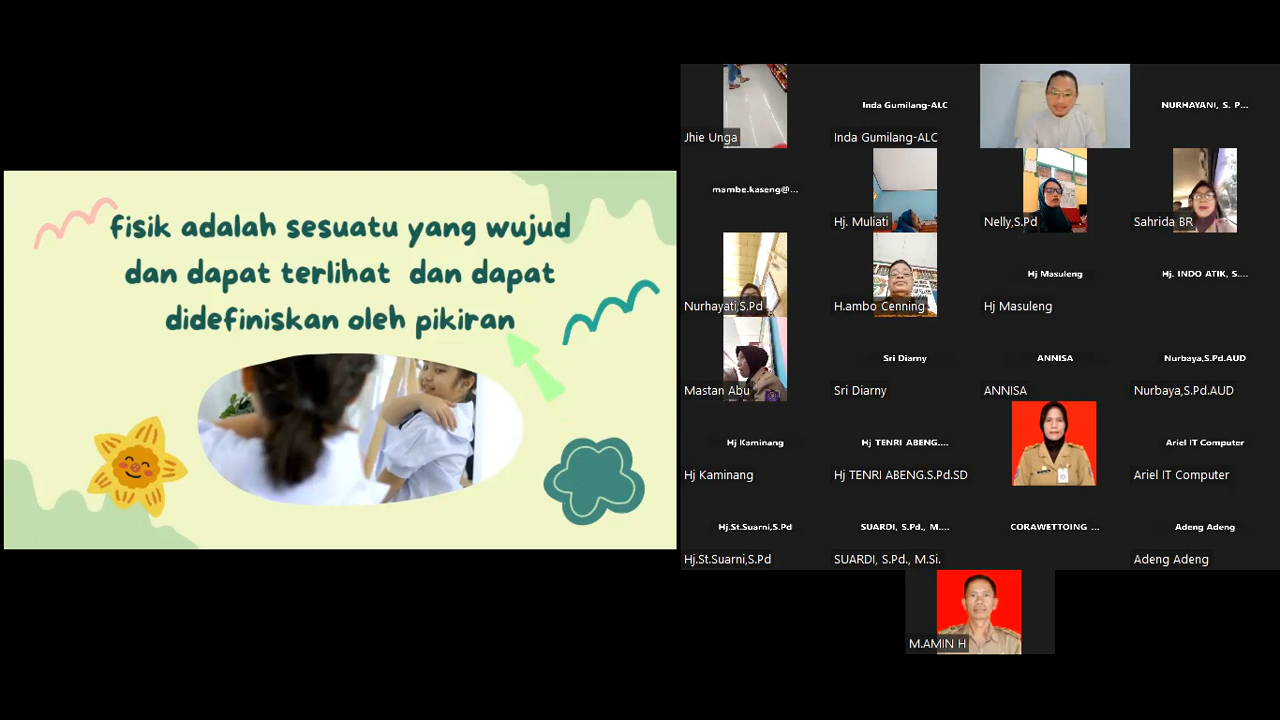 fisik adalah sesuatu yang wujud
dan dapat terlihat dan dapat
didefiniskan oleh pikiran
Jhie Unga
Inda Gumilang-ALC
Inda Gumilang-ALC
NURHAYANI, S. P...
mambe.kaseng@...
Hj. Muliati
Nelly,S.Pd
Sahrida BR
Nurhayati,S.Pd
H.ambo Cenning
Hj Masuleng
Hj Masuleng
Hj. INDO ATIK, S....
Mastan Abu
Sri Diarny
Sri Diarny
ANNISA
ANNISA
Nurbaya,S.Pd.AUD
Nurbaya,S.Pd.AUD
Hj Kaminang
Hj Kaminang
Hj TENRI ABENG....
Hj TENRI ABENG.S.Pd.SD
Ariel IT Computer
Ariel IT Computer
Hj.St.Suarni,S.Pd
Hj.St.Suarni,S.Pd
SUARDI, S.Pd., M....
SUARDI, S.Pd., M.Si.
CORAWETTOING ...
Adeng Adeng
Adeng Adeng
M.AMIN H